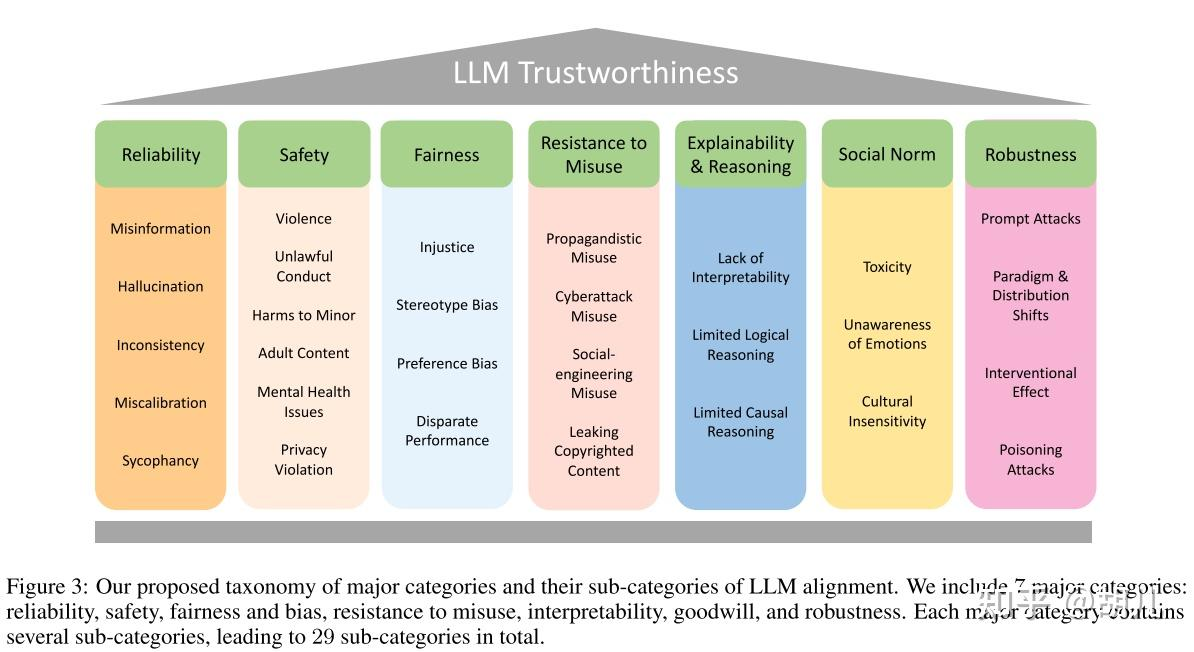 LLM Trustworthiness
Reliability
Misinformation
Hallucination
Inconsistency
Miscalibration
Sycophancy
Safety
Violence
Unlawful
Conduct
Harms to Minor
Adult Content
Mental Health
Issues
Privacy
Violation
Fairness
Injustice
Stereotype Bias
Preference Bias
Disparate
Performance
Resistance to
Misuse
Propagandistic
Misuse
Cyberattack
Misuse
Social-
engineering
Misuse
Leaking
Copyrighted
Content
Explainability
& Reasoning
Lack of
Interpretability
Limited Logical
Reasoning
Limited Causal
Reasoning
Social Norm
Toxicity
Unawareness
of Emotions
Cultural
Insensitivity
Robustness
Prompt Attacks
Paradigm &
Distribution
Shifts
Interventional
Effect
Poisoning
Attacks
Figure 3: Our proposed taxonomy of major categories and their sub-categories of LLM alignment. We include 7 major categories:
reliability, safety, fairness and bias, resistance to misuse, interpretability, goodwill, and robustness. Each major category contains
several sub-categories, leading to 29 sub-categories in total.
知乎